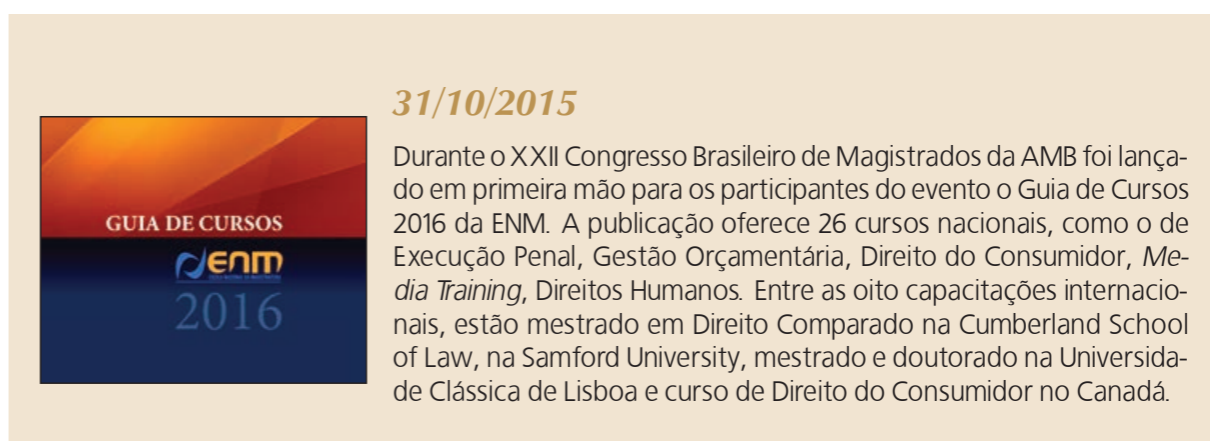 31/10/2015
GUIA DE CURSOS
ENM
2016
Durante o XXII Congresso Brasileiro de Magistrados da AMB foi lança-
do em primeira mão para os participantes do evento o Guia de Cursos
2016 da ENM. A publicação oferece 26 cursos nacionais, como o de
Execução Penal, Gestão Orçamentária, Direito do Consumidor, Me-
dia Training, Direitos Humanos. Entre as oito capacitações internacio-
nais, estão mestrado em Direito Comparado na Cumberland School
of Law, na Samford University, mestrado e doutorado na Universida-
de Clássica de Lisboa e curso de Direito do Consumidor no Canadá.